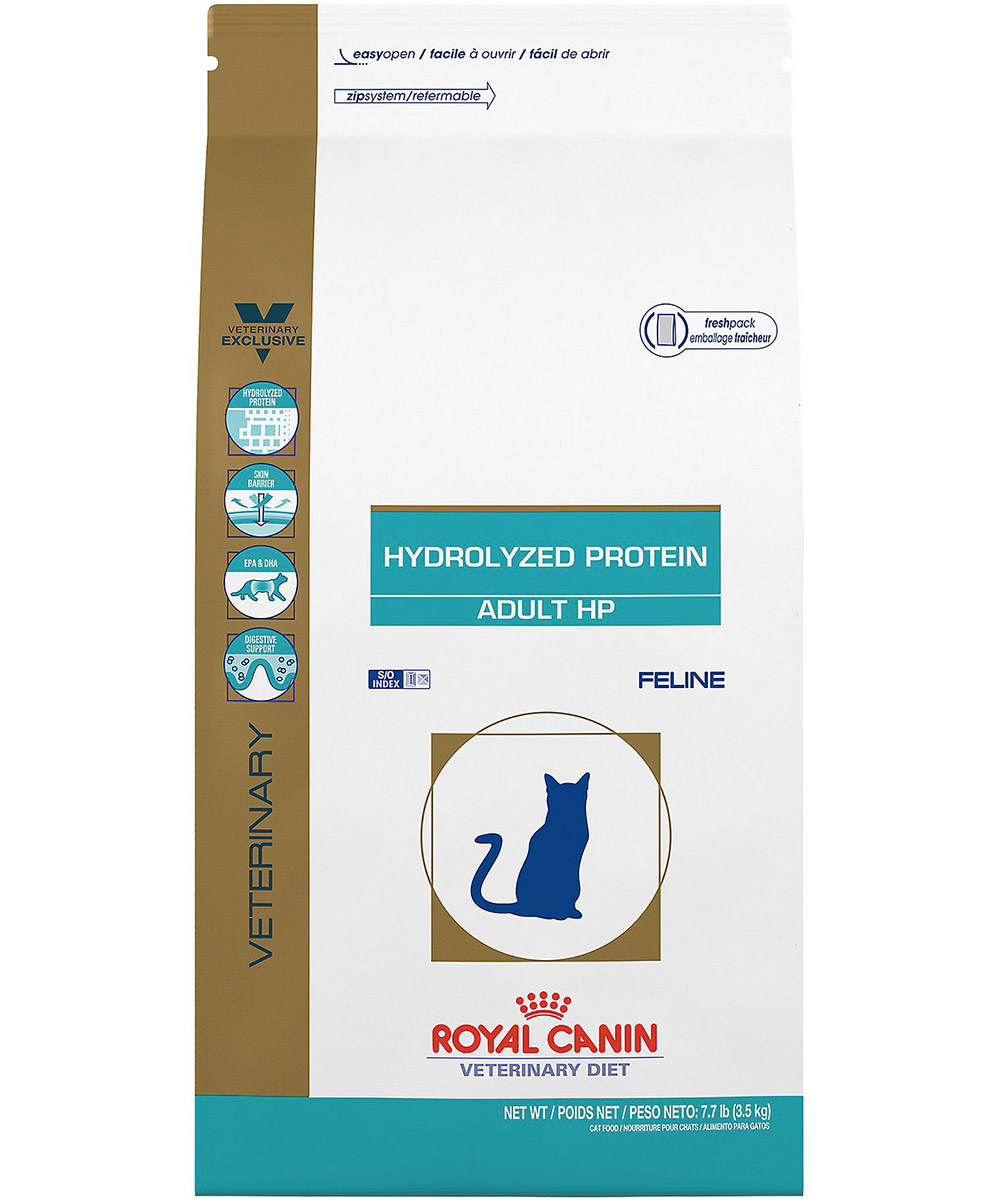 easyopen / facile à ouvrir / fácil de abrir
zipsystem/refermable
VETERINARY
EXCLUSIVE
HYDROLYZED
PROTEIN
SKIN
BARRIER
EPA & DHA
DIGESTIVE
SUPPORT
VETERINARY
freshpack
emballage fraîcheur
HYDROLYZED PROTEIN
ADULT HP
S/O
INDEX
FELINE
ROYAL CANIN
VETERINARY DIET
NET WT / POIDS NET / PESO NETO: 7.7 lb (3.5 kg)
CAT FOOD / NOURRITURE POUR CHATS / ALIMENTO PARA GATOS